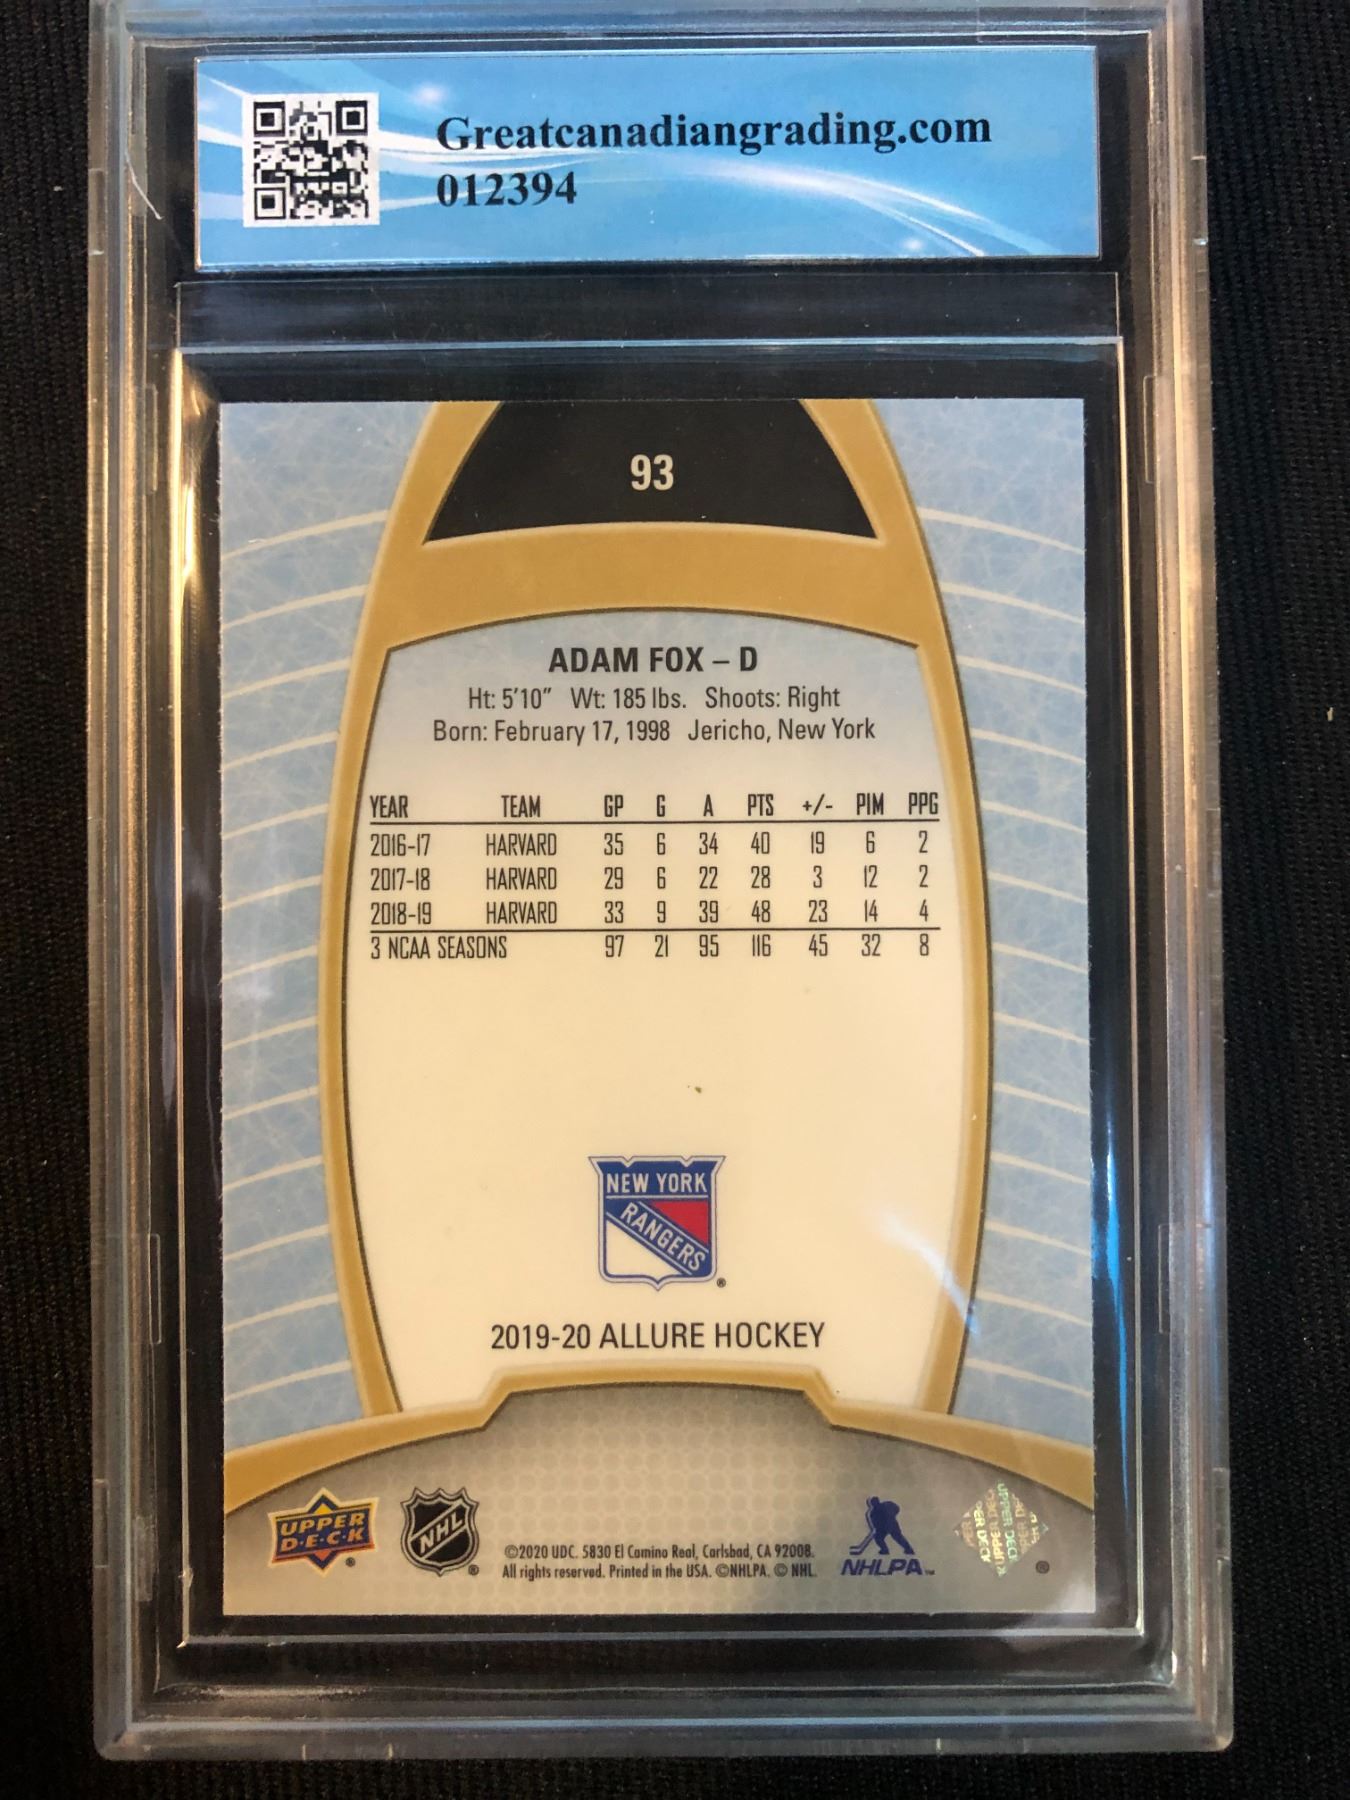 Greatcanadiangrading.com
012394
93
ADAM FOX – D
Ht: 5'10" Wt: 185 lbs. Shoots: Right
Born: February 17, 1998 Jericho, New York
YEAR TEAM GP G A PTS +/- PIM PPG
2016-17 HARVARD 35 6 34 40 19 6 2
2017-18 HARVARD 29 6 22 28 3 12 2
2018-19 HARVARD 33 9 39 48 23 14 4
3 NCAA SEASONS 97 21 95 116 45 32 8
NEW YORK
RANGERS
®
2019-20 ALLURE HOCKEY
UPPER
D·E·C·K
®
NHL
®
©2020 UDC. 5830 El Camino Real, Carlsbad, CA 92008.
All rights reserved. Printed in the USA. ©NHLPA. © NHL.
NHLPA™
UPPER DECK
®